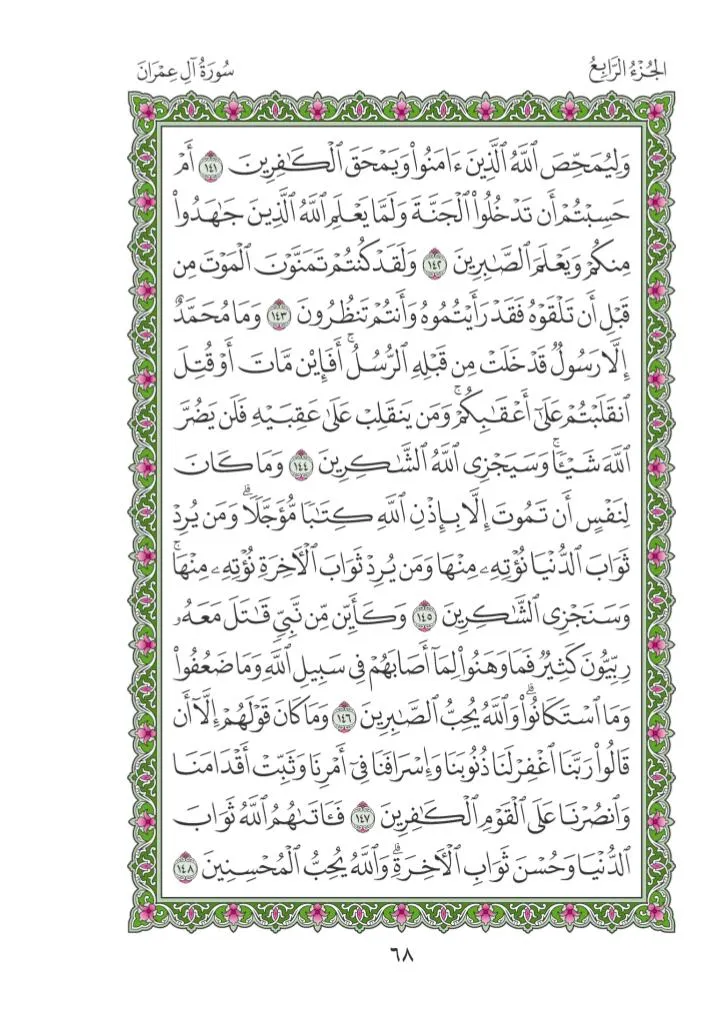 الجُزْءُ الرَّابِعُ
سُورَةُ آلِ عِمْرَانَ
وَلِيُمَحِّصَ ٱللَّهُ ٱلَّذِينَ ءَامَنُوا۟ وَيَمْحَقَ ٱلْكَٰفِرِينَ ١٤١ أَمْ
حَسِبْتُمْ أَن تَدْخُلُوا۟ ٱلْجَنَّةَ وَلَمَّا يَعْلَمِ ٱللَّهُ ٱلَّذِينَ جَٰهَدُوا۟
مِنكُمْ وَيَعْلَمَ ٱلصَّٰبِرِينَ ١٤٢ وَلَقَدْ كُنتُمْ تَمَنَّوْنَ ٱلْمَوْتَ مِن
قَبْلِ أَن تَلْقَوْهُ فَقَدْ رَأَيْتُمُوهُ وَأَنتُمْ تَنظُرُونَ ١٤٣ وَمَا مُحَمَّدٌ
إِلَّا رَسُولٌ قَدْ خَلَتْ مِن قَبْلِهِ ٱلرُّسُلُ ۚ أَفَإِي۟ن مَّاتَ أَوْ قُتِلَ
ٱنقَلَبْتُمْ عَلَىٰٓ أَعْقَٰبِكُمْ ۚ وَمَن يَنقَلِبْ عَلَىٰ عَقِبَيْهِ فَلَن يَضُرَّ
ٱللَّهَ شَيْـًٔا ۚ وَسَيَجْزِى ٱللَّهُ ٱلشَّٰكِرِينَ ١٤٤ وَمَا كَانَ
لِنَفْسٍ أَن تَمُوتَ إِلَّا بِإِذْنِ ٱللَّهِ كِتَٰبًا مُّؤَجَّلًا ۗ وَمَن يُرِدْ
ثَوَابَ ٱلدُّنْيَا نُؤْتِهِۦ مِنْهَا وَمَن يُرِدْ ثَوَابَ ٱلْأَخِرَةِ نُؤْتِهِۦ مِنْهَا ۚ
وَسَنَجْزِى ٱلشَّٰكِرِينَ ١٤٥ وَكَأَيِّن مِّن نَّبِىٍّ قَٰتَلَ مَعَهُۥ
رِبِّيُّونَ كَثِيرٌ فَمَا وَهَنُوا۟ لِمَآ أَصَابَهُمْ فِى سَبِيلِ ٱللَّهِ وَمَا ضَعُفُوا۟
وَمَا ٱسْتَكَانُوا۟ ۗ وَٱللَّهُ يُحِبُّ ٱلصَّٰبِرِينَ ١٤٦ وَمَا كَانَ قَوْلَهُمْ إِلَّآ أَن
قَالُوا۟ رَبَّنَا ٱغْفِرْ لَنَا ذُنُوبَنَا وَإِسْرَافَنَا فِىٓ أَمْرِنَا وَثَبِّتْ أَقْدَامَنَا
وَٱنصُرْنَا عَلَى ٱلْقَوْمِ ٱلْكَٰفِرِينَ ١٤٧ فَـَٔاتَىٰهُمُ ٱللَّهُ ثَوَابَ
ٱلدُّنْيَا وَحُسْنَ ثَوَابِ ٱلْأَخِرَةِ ۗ وَٱللَّهُ يُحِبُّ ٱلْمُحْسِنِينَ ١٤٨
٦٨